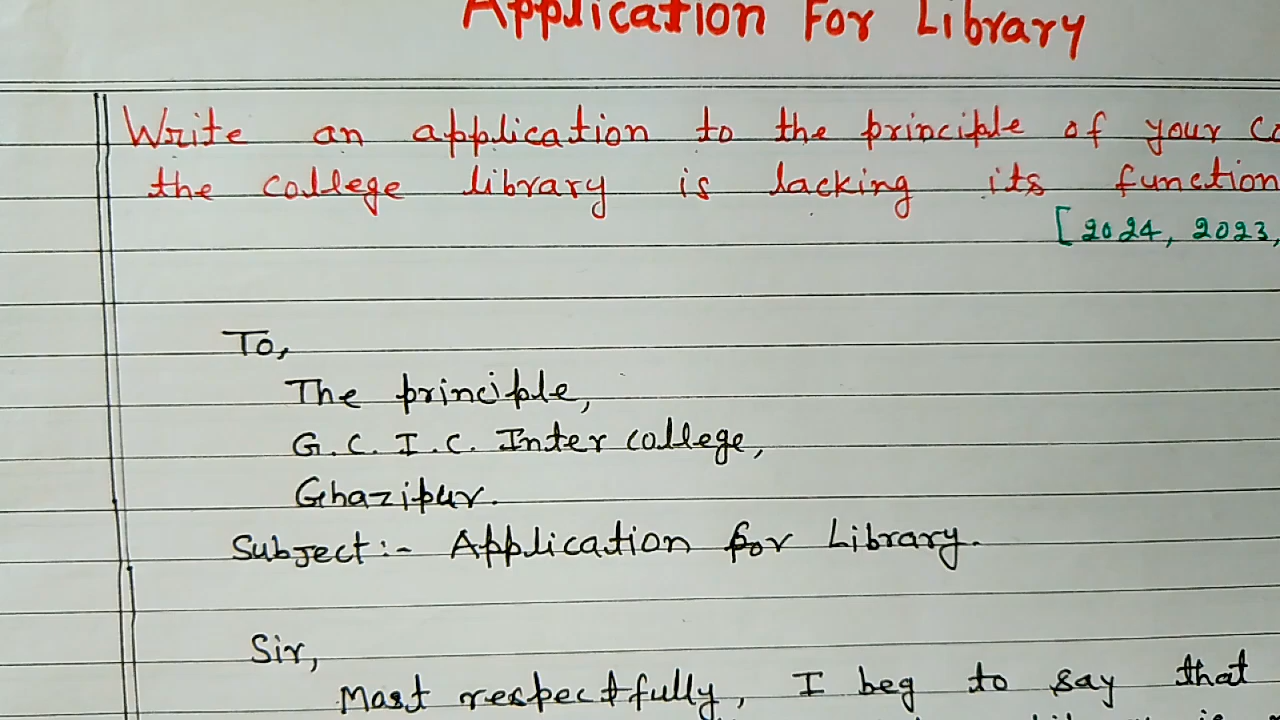 Application For Library
Write an application to the principle of your Co
the college library is lacking its function
[2024, 2023,
To,
The principle,
G.C.I.C. Inter college,
Ghazipur.
Subject:- Application for Library.
Sir,
Most respectfully, I beg to say that